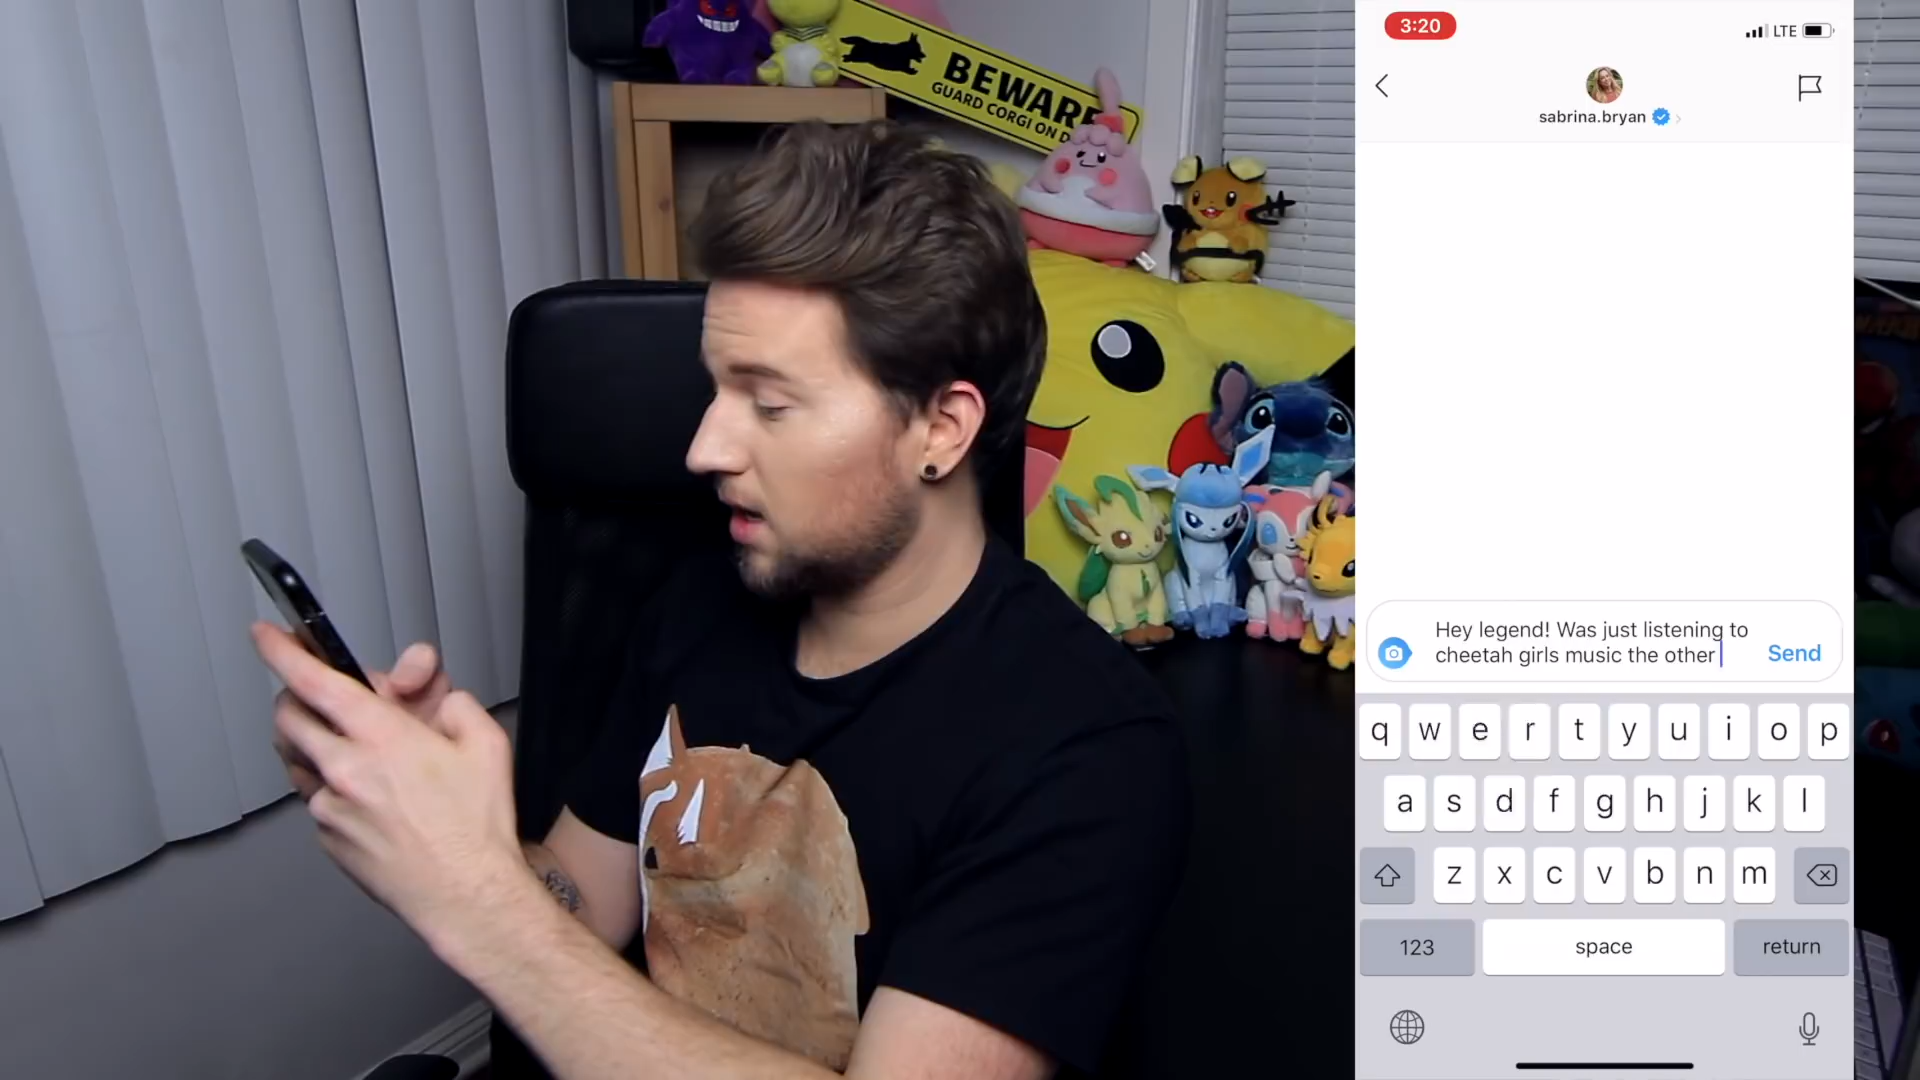 BEWARE
GUARD CORGI ON D
3:20
LTE
sabrina.bryan
Hey legend! Was just listening to
cheetah girls music the other
Send
q w e r t y u i o p
a s d f g h j k l
z x c v b n m
123
space
return